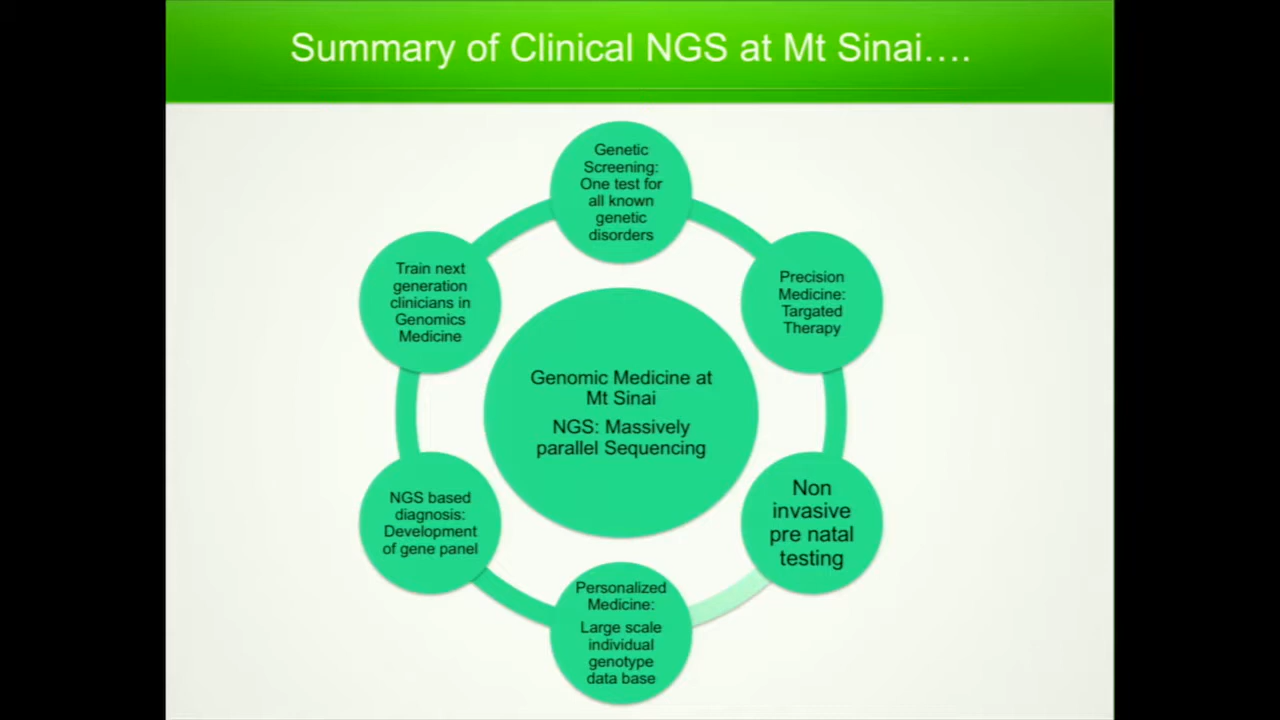 Summary of Clinical NGS at Mt Sinai….
Genetic
Screening:
One test for
all known
genetic
disorders
Precision
Medicine:
Targated
Therapy
Non
invasive
pre natal
testing
Personalized
Medicine:
Large scale
individual
genotype
data base
NGS based
diagnosis:
Development
of gene panel
Train next
generation
clinicians in
Genomics
Medicine
Genomic Medicine at
Mt Sinai
NGS: Massively
parallel Sequencing